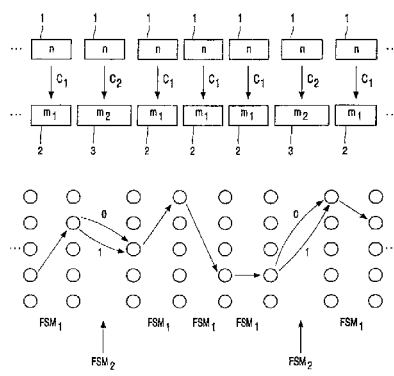 1 1 1 1 1 1 1
... n n n n n n n ...
C₁ C₂ C₁ C₁ C₁ C₂ C₁
... m₁ m₂ m₁ m₁ m₁ m₂ m₁ ...
2 3 2 2 2 3 2
0 0
... 1 1 ...
FSM₁ FSM₁ FSM₁ FSM₁ FSM₁
FSM₂ FSM₂